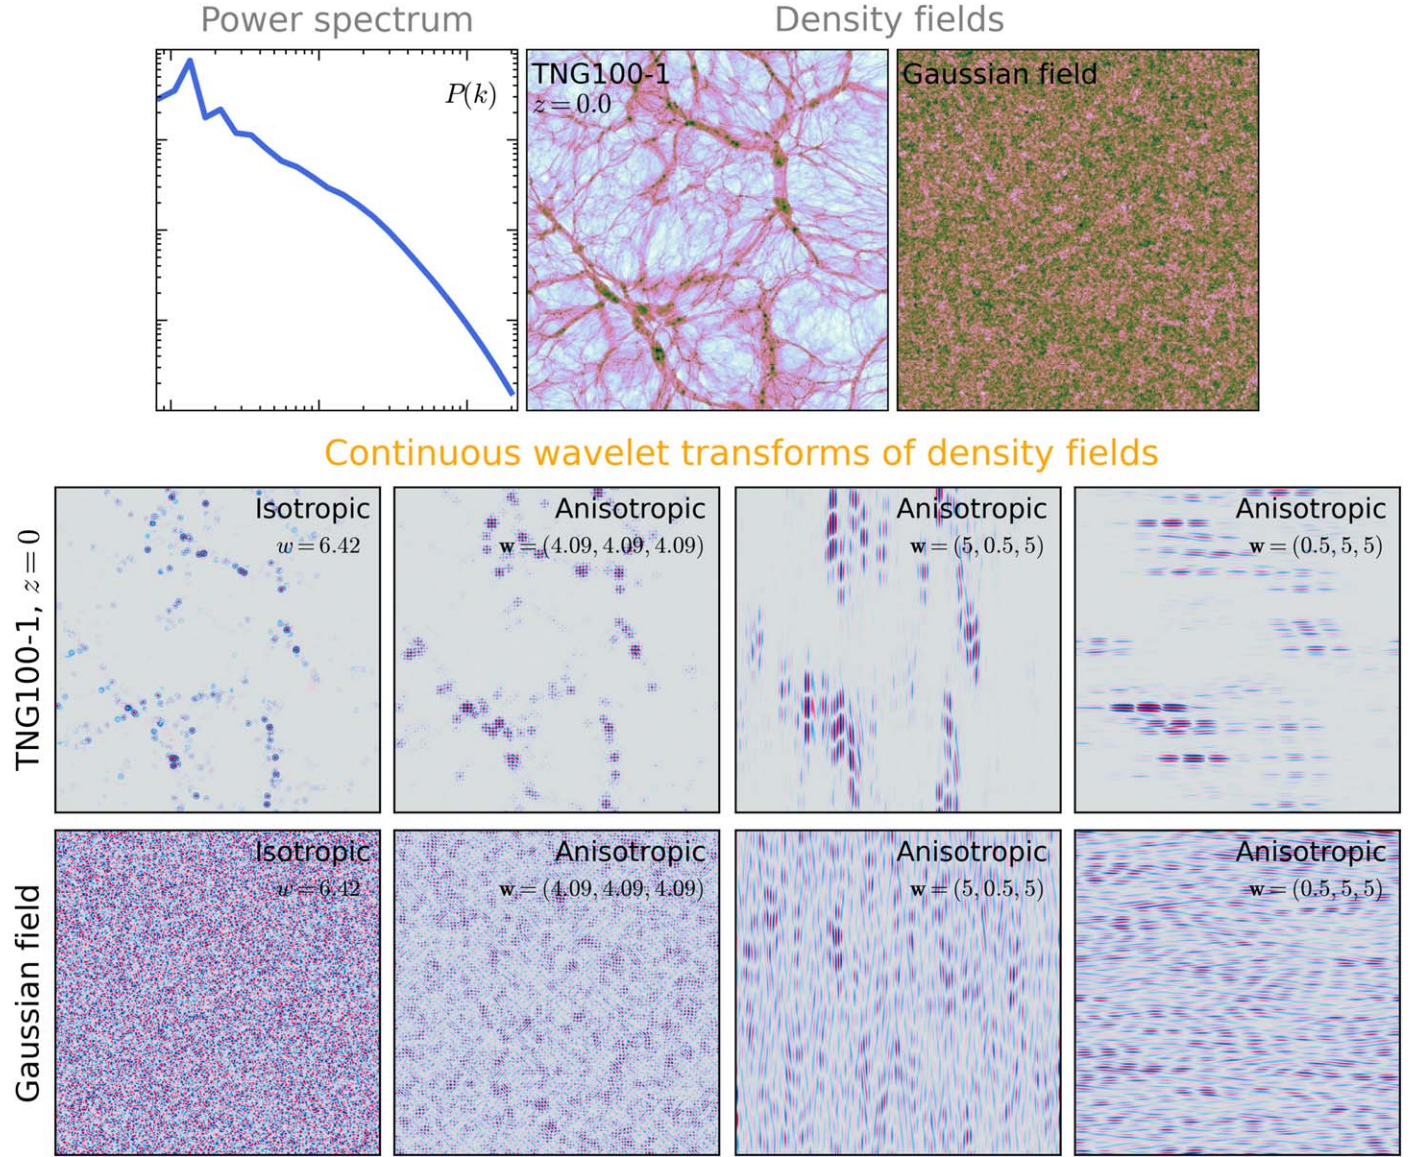 Power spectrum
Density fields
P(k)
TNG100-1
z = 0.0
Gaussian field
Continuous wavelet transforms of density fields
TNG100-1, z = 0
Isotropic
w = 6.42
Anisotropic
w = (4.09, 4.09, 4.09)
Anisotropic
w = (5, 0.5, 5)
Anisotropic
w = (0.5, 5, 5)
Gaussian field
Isotropic
w = 6.42
Anisotropic
w = (4.09, 4.09, 4.09)
Anisotropic
w = (5, 0.5, 5)
Anisotropic
w = (0.5, 5, 5)